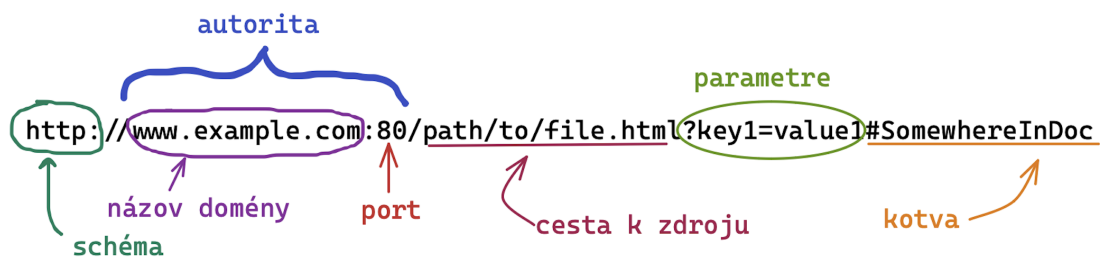 autorita
parametre
http://www.example.com:80/path/to/file.html?key1=value1#SomewhereInDoc
názov domény
port
cesta k zdroju
kotva
schéma